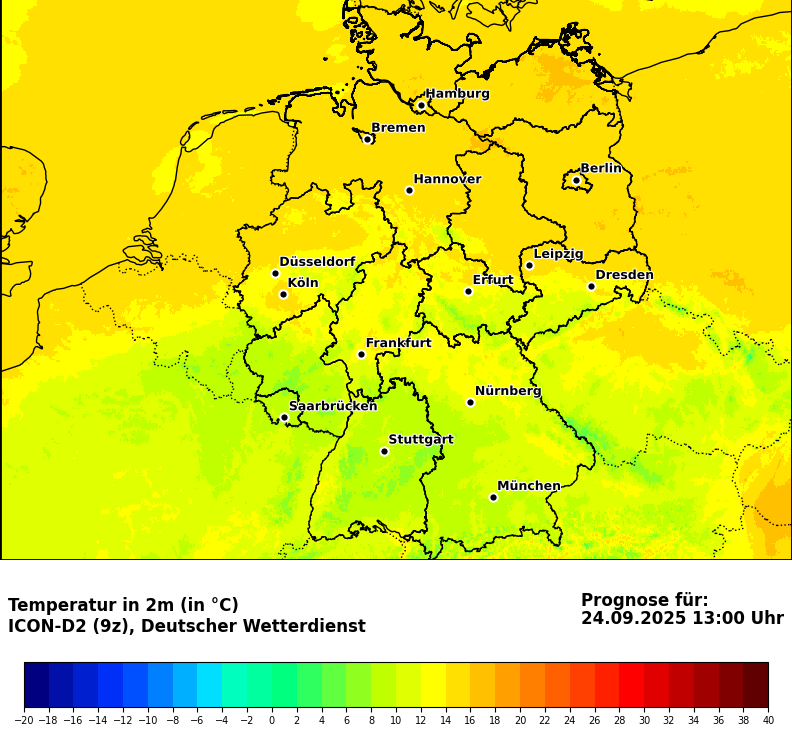 Hamburg
Bremen
Berlin
Hannover
Leipzig
Düsseldorf
Dresden
Köln
Erfurt
Frankfurt
Nürnberg
Saarbrücken
Stuttgart
München
Temperatur in 2m (in °C)
ICON-D2 (9z), Deutscher Wetterdienst
Prognose für:
24.09.2025 13:00 Uhr
−20 −18 −16 −14 −12 −10 −8 −6 −4 −2 0 2 4 6 8 10 12 14 16 18 20 22 24 26 28 30 32 34 36 38 40